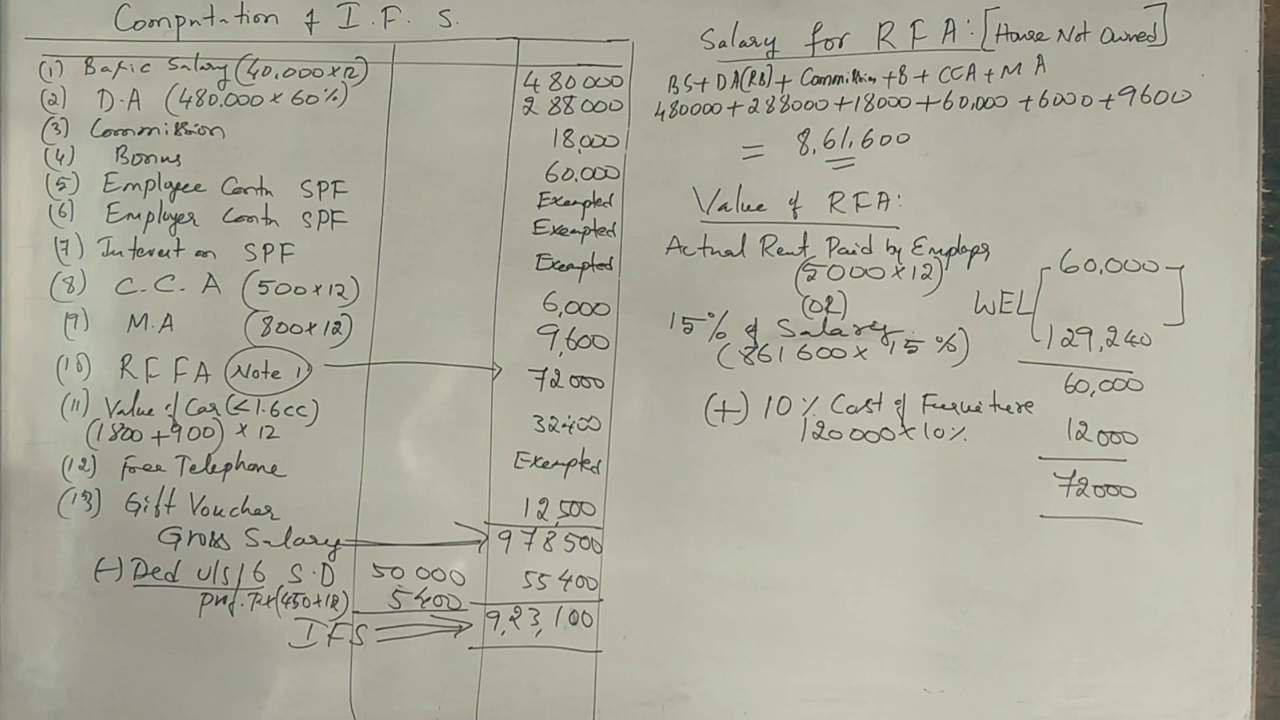 Computation of I. F. S.
(1) Basic Salary (40,000×12) 480000
(2) D.A (480,000 × 60%) 288000
(3) Commission 18,000
(4) Bonus 60,000
(5) Employee Contn SPF Exempted
(6) Employer Contn SPF Exempted
(7) Interest on SPF Exempted
(8) C.C.A (500×12) 6,000
(9) M.A (800×12) 9,600
(10) RFFA (Note 1) 72000
(11) Value of Car (<1.6cc)
(1800+900) × 12 32400
(12) Free Telephone Exempted
(13) Gift Voucher 12,500
Gross Salary 978500
(-) Ded u/s/6 S.D 50000 55400
Prof.Tx(450×12) 5400
IFS 9,23,100
Salary for RFA: [House Not Owned]
BS+DA(RB)+Commission+B+CCA+MA
480000+288000+18000+60,000+6000+9600
= 8,61,600
Value of RFA:
Actual Rent Paid by Employer 60,000
(5000×12)
(OR) WEL
15% of Salary 129,240
(861600×15%)
60,000
(+) 10% Cost of Furniture
120000×10% 12000
72000